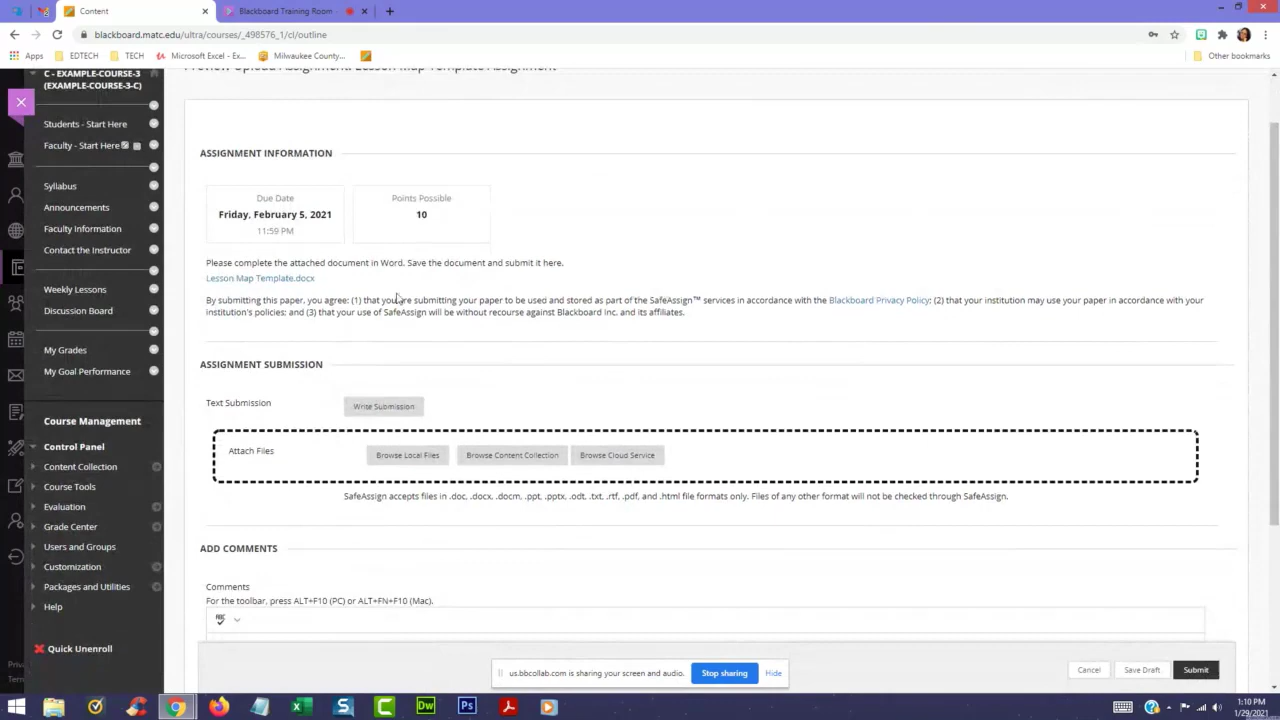 Content
Blackboard Training Room
blackboard.matc.edu/ultra/courses/_498576_1/cl/outline
Apps
EDTECH
TECH
Microsoft Excel - Ex...
Milwaukee County...
Other bookmarks
C - EXAMPLE-COURSE-3
(EXAMPLE-COURSE-3-C)
Students - Start Here
Faculty - Start Here
Syllabus
Announcements
Faculty Information
Contact the Instructor
Weekly Lessons
Discussion Board
My Grades
My Goal Performance
Course Management
Control Panel
Content Collection
Course Tools
Evaluation
Grade Center
Users and Groups
Customization
Packages and Utilities
Help
Quick Unenroll
Preview Upload Assignment: Lesson Map Template Assignment
ASSIGNMENT INFORMATION
Due Date
Friday, February 5, 2021
11:59 PM
Points Possible
10
Please complete the attached document in Word. Save the document and submit it here.
Lesson Map Template.docx
By submitting this paper, you agree: (1) that you are submitting your paper to be used and stored as part of the SafeAssign™ services in accordance with the Blackboard Privacy Policy; (2) that your institution may use your paper in accordance with your
institution's policies; and (3) that your use of SafeAssign will be without recourse against Blackboard Inc. and its affiliates.
ASSIGNMENT SUBMISSION
Text Submission
Write Submission
Attach Files
Browse Local Files
Browse Content Collection
Browse Cloud Service
SafeAssign accepts files in .doc, .docx, .docm, .ppt, .pptx, .odt, .txt, .rtf, .pdf, and .html file formats only. Files of any other format will not be checked through SafeAssign.
ADD COMMENTS
Comments
For the toolbar, press ALT+F10 (PC) or ALT+FN+F10 (Mac).
us.bbcollab.com is sharing your screen and audio.
Stop sharing
Hide
Cancel
Save Draft
Submit
Priv
Tern
1:10 PM
1/29/2021